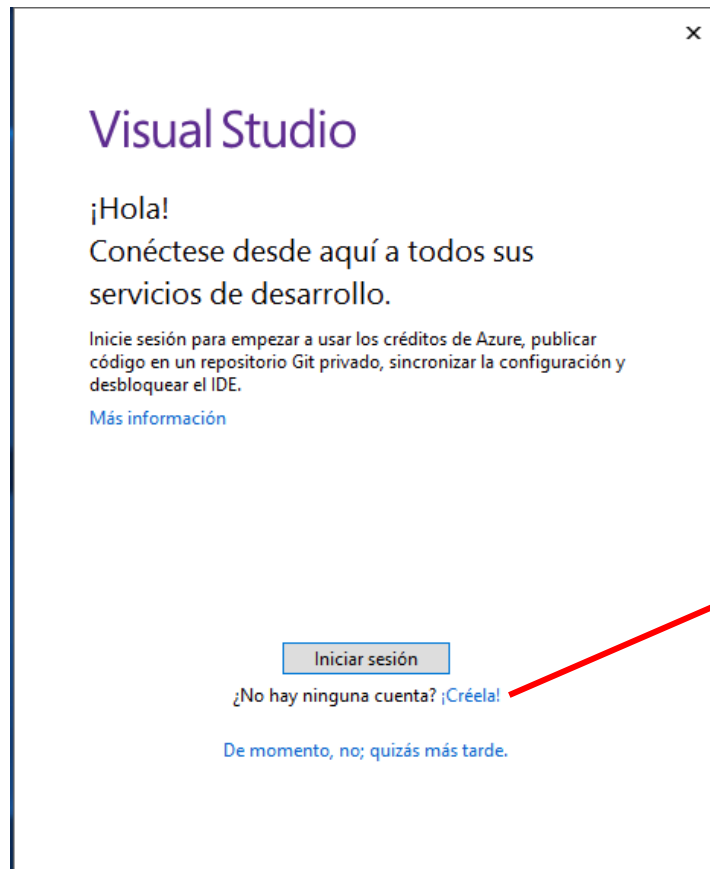 Visual Studio
¡Hola!
Conéctese desde aquí a todos sus
servicios de desarrollo.
Inicie sesión para empezar a usar los créditos de Azure, publicar
código en un repositorio Git privado, sincronizar la configuración y
desbloquear el IDE.
Más información
Iniciar sesión
¿No hay ninguna cuenta? ¡Créela!
De momento, no; quizás más tarde.